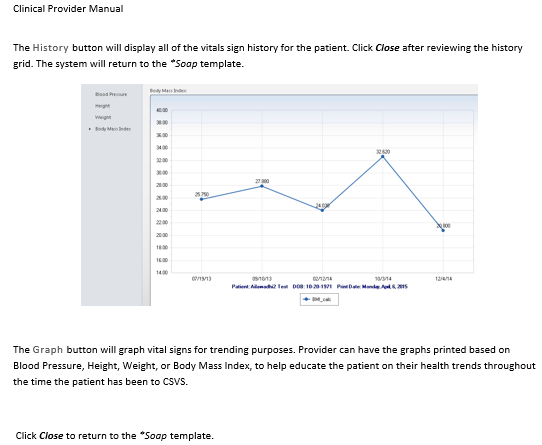 Clinical Provider Manual
The History button will display all of the vitals sign history for the patient. Click Close after reviewing the history
grid. The system will return to the *Soap template.
Blood Pressure
Height
Weight
Body Mass Index
Body Mass Index
40.00
38.00
36.00
34.00
32.00
30.00
28.00
26.00
24.00
22.00
20.00
18.00
16.00
14.00
25.750
27.900
32.620
07/19/13
09/10/13
02/12/14
10/3/14
12/4/14
Patient: Test DOB: 10-20-1971 Print Date: Monday, April, 6, 2015
BMI_calc
The Graph button will graph vital signs for trending purposes. Provider can have the graphs printed based on
Blood Pressure, Height, Weight, or Body Mass Index, to help educate the patient on their health trends throughout
the time the patient has been to CSVS.
Click Close to return to the *Soap template.